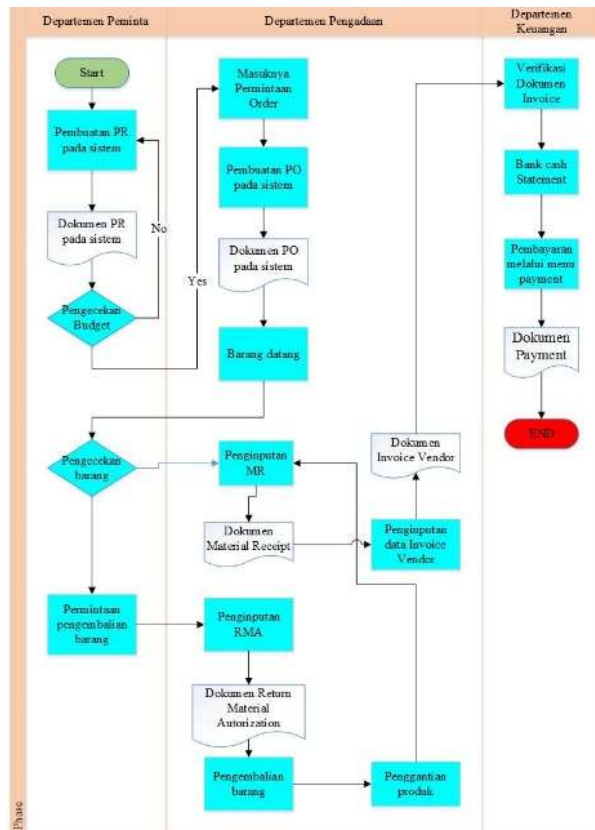 Departemen Peminta
Departemen Pengadaan
Departemen
Keuangan
Start
Pembuatan PR
pada sistem
Dokumen PR
pada sistem
No
Pengecekan
Budget
Yes
Masuknya
Permintaan
Order
Pembuatan PO
pada sistem
Dokumen PO
pada sistem
Barang datang
Pengecekan
barang
Penginputan
MR
Dokumen
Material Receipt
Penginputan
data Invoice
Vendor
Dokumen
Invoice Vendor
Permintaan
pengembalian
barang
Penginputan
RMA
Dokumen Return
Material
Autorization
Pengembalian
barang
Penggantian
produk
Verifikasi
Dokumen
Invoice
Bank cash
Statement
Pembayaran
melalui menu
payment
Dokumen
Payment
END
Phase